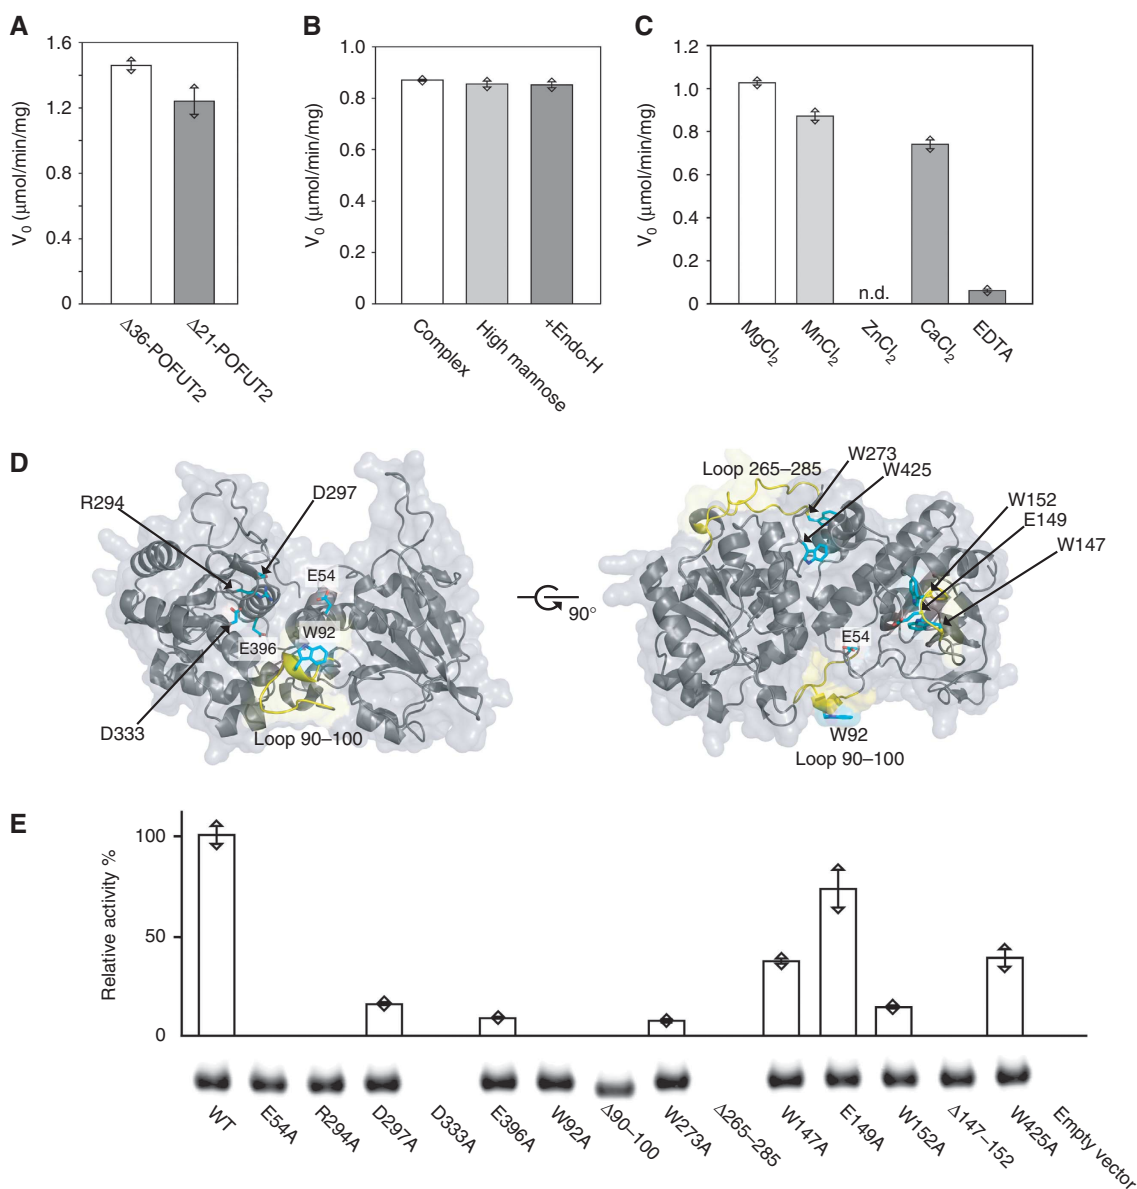 A
V₀ (μmol/min/mg)
1.6
1.2
0.8
0.4
0
Δ36-POFUT2
Δ21-POFUT2
B
V₀ (μmol/min/mg)
1.0
0.8
0.6
0.4
0.2
0
Complex
High mannose
+Endo-H
C
V₀ (μmol/min/mg)
1.2
1.0
0.8
0.6
0.4
0.2
0
n.d.
MgCl₂
MnCl₂
ZnCl₂
CaCl₂
EDTA
D
R294
D297
E54
W92
E396
D333
Loop 90–100
90°
Loop 265–285
W273
W425
W152
E149
W147
E54
W92
Loop 90–100
E
Relative activity %
100
50
0
WT
E54A
R294A
D297A
D333A
E396A
W92A
Δ90–100
W273A
Δ265–285
W147A
E149A
W152A
Δ147–152
W425A
Empty vector